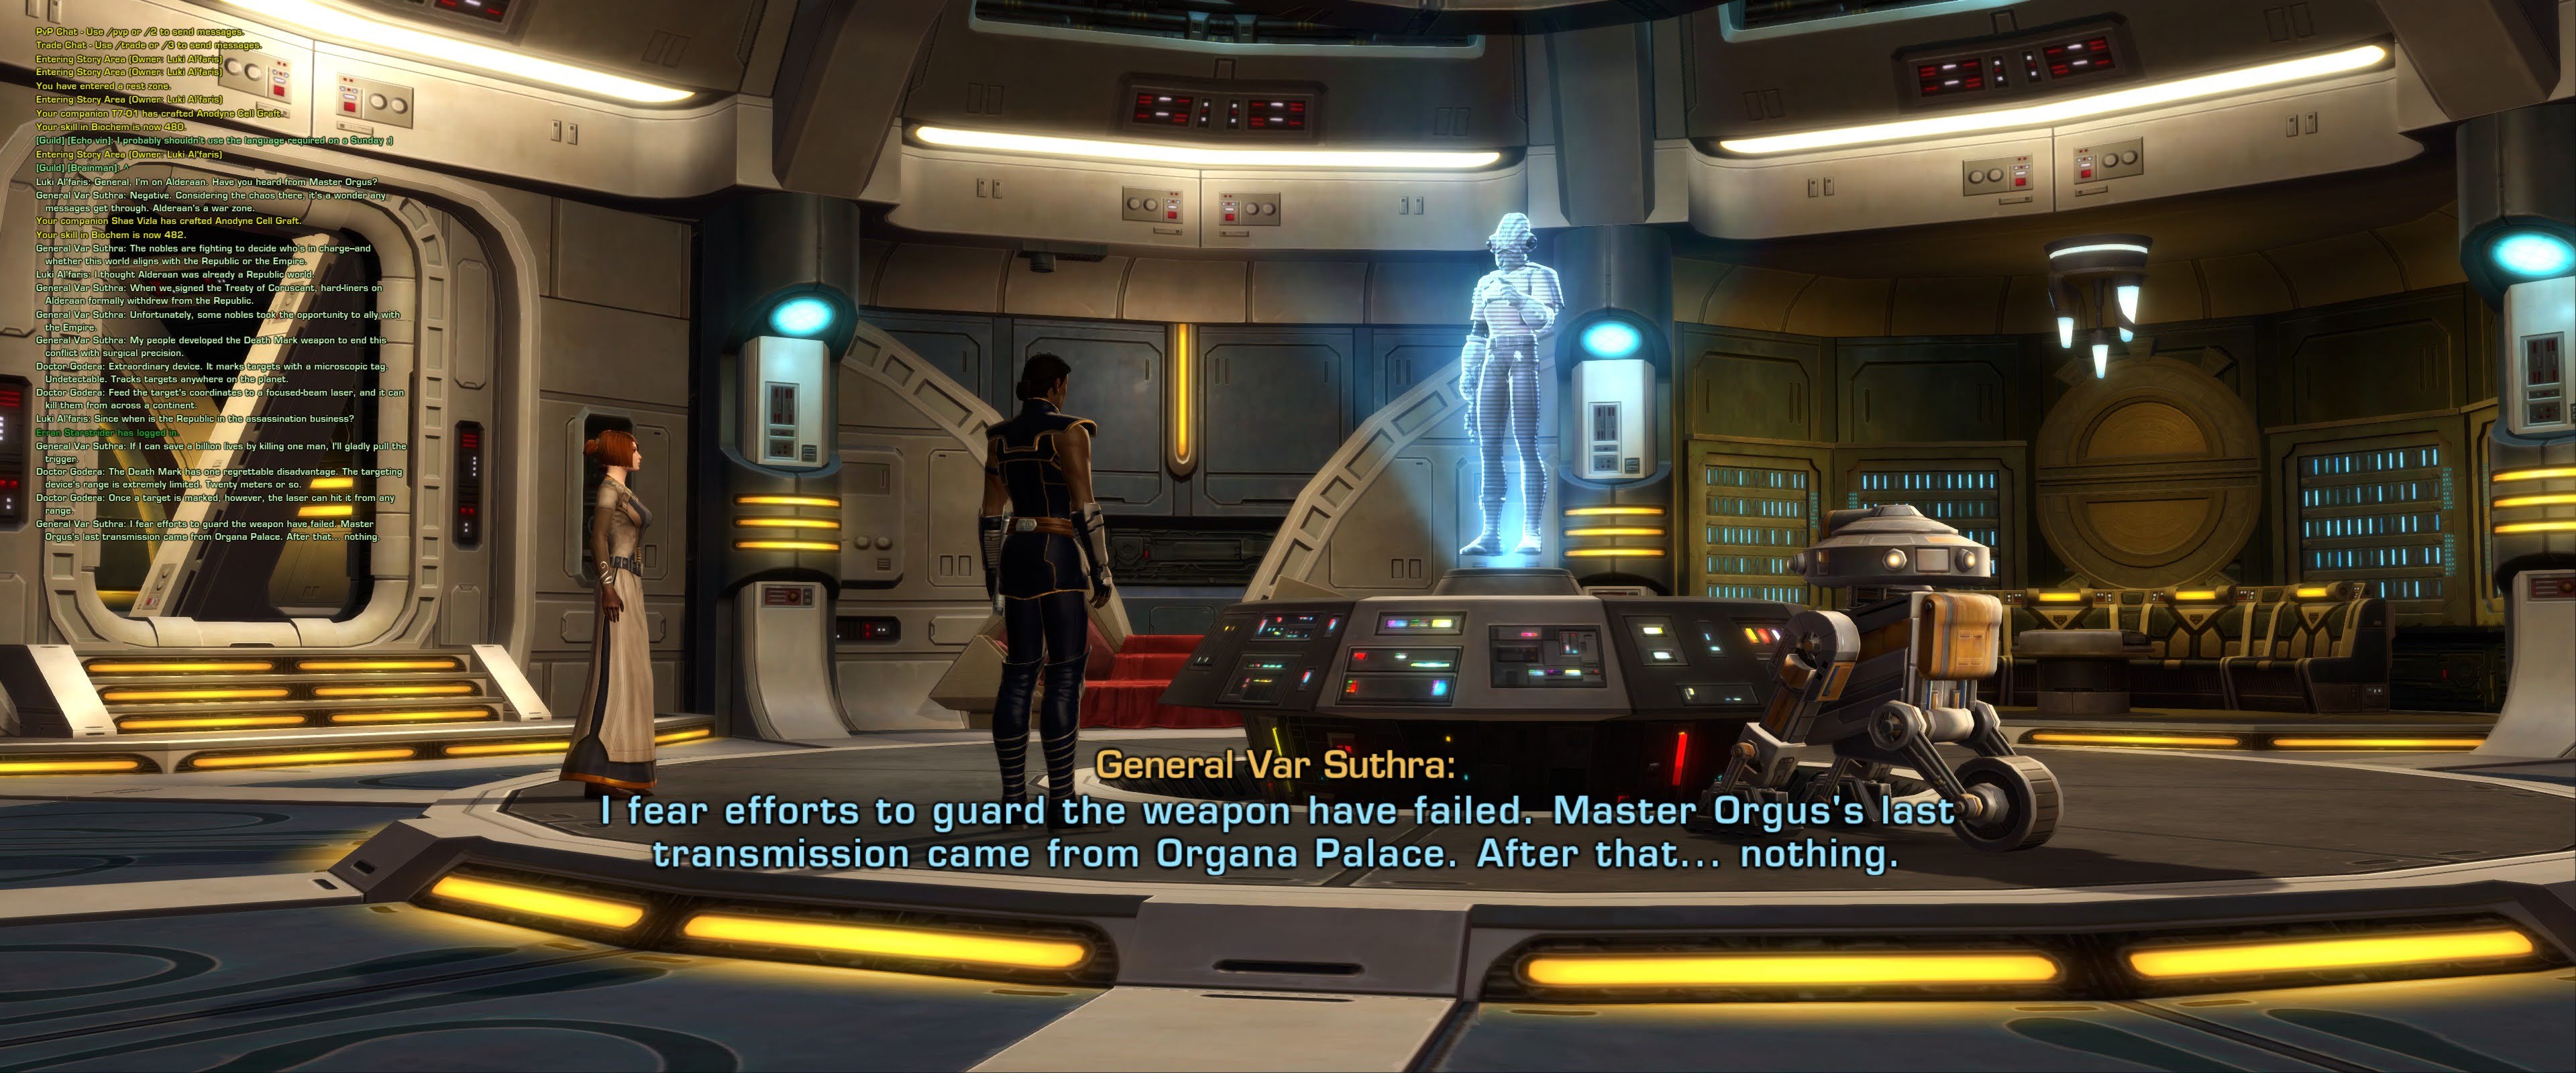 PvP Chat - Use /pvp or /2 to send messages.
Trade Chat - Use /trade or /3 to send messages.
Entering Story Area (Owner: Luki Al'faris)
Entering Story Area (Owner: Luki Al'faris)
You have entered a rest zone.
Entering Story Area (Owner: Luki Al'faris)
Your companion T7-O1 has crafted Anodyne Cell Graft.
Your skill in Biochem is now 480.
[Guild] [Echo'vin]: I probably shouldn't use the language required on a Sunday :)
Entering Story Area (Owner: Luki Al'faris)
[Guild] [Brainman]: ^
Luki Al'faris: General, I'm on Alderaan. Have you heard from Master Orgus?
General Var Suthra: Negative. Considering the chaos there, it's a wonder any
messages get through. Alderaan's a war zone.
Your companion Shae Vizla has crafted Anodyne Cell Graft.
Your skill in Biochem is now 482.
General Var Suthra: The nobles are fighting to decide who's in charge—and
whether this world aligns with the Republic or the Empire.
Luki Al'faris: I thought Alderaan was already a Republic world.
General Var Suthra: When we signed the Treaty of Coruscant, hard-liners on
Alderaan formally withdrew from the Republic.
General Var Suthra: Unfortunately, some nobles took the opportunity to ally with
the Empire.
General Var Suthra: My people developed the Death Mark weapon to end this
conflict with surgical precision.
Doctor Godera: Extraordinary device. It marks targets with a microscopic tag.
Undetectable. Tracks targets anywhere on the planet.
Doctor Godera: Feed the target's coordinates to a focused-beam laser, and it can
kill them from across a continent.
Luki Al'faris: Since when is the Republic in the assassination business?
Erran Starstrider has logged in.
General Var Suthra: If I can save a billion lives by killing one man, I'll gladly pull the
trigger.
Doctor Godera: The Death Mark has one regrettable disadvantage. The targeting
device's range is extremely limited. Twenty meters or so.
Doctor Godera: Once a target is marked, however, the laser can hit it from any
range.
General Var Suthra: I fear efforts to guard the weapon have failed. Master
Orgus's last transmission came from Organa Palace. After that... nothing.
General Var Suthra:
I fear efforts to guard the weapon have failed. Master Orgus's last
transmission came from Organa Palace. After that... nothing.